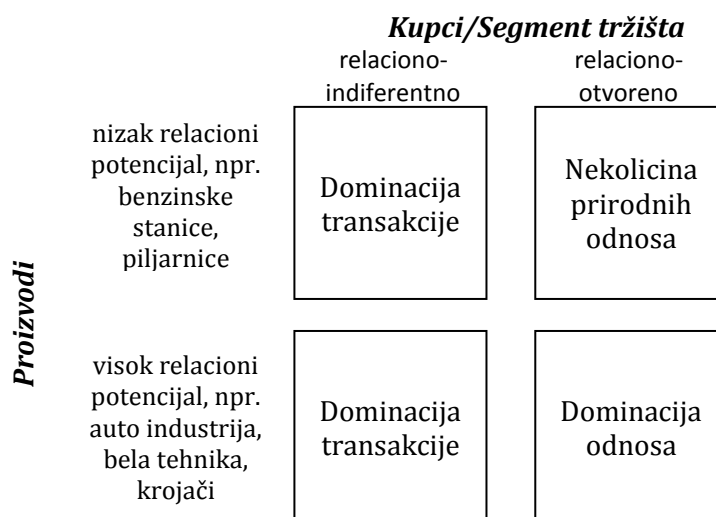 Kupci/Segment tržišta
relaciono-
indiferentno
relaciono-
otvoreno
Proizvodi
nizak relacioni
potencijal, npr.
benzinske
stanice,
piljarnice
Dominacija
transakcije
Nekolicina
prirodnih
odnosa
visok relacioni
potencijal, npr.
auto industrija,
bela tehnika,
krojači
Dominacija
transakcije
Dominacija
odnosa